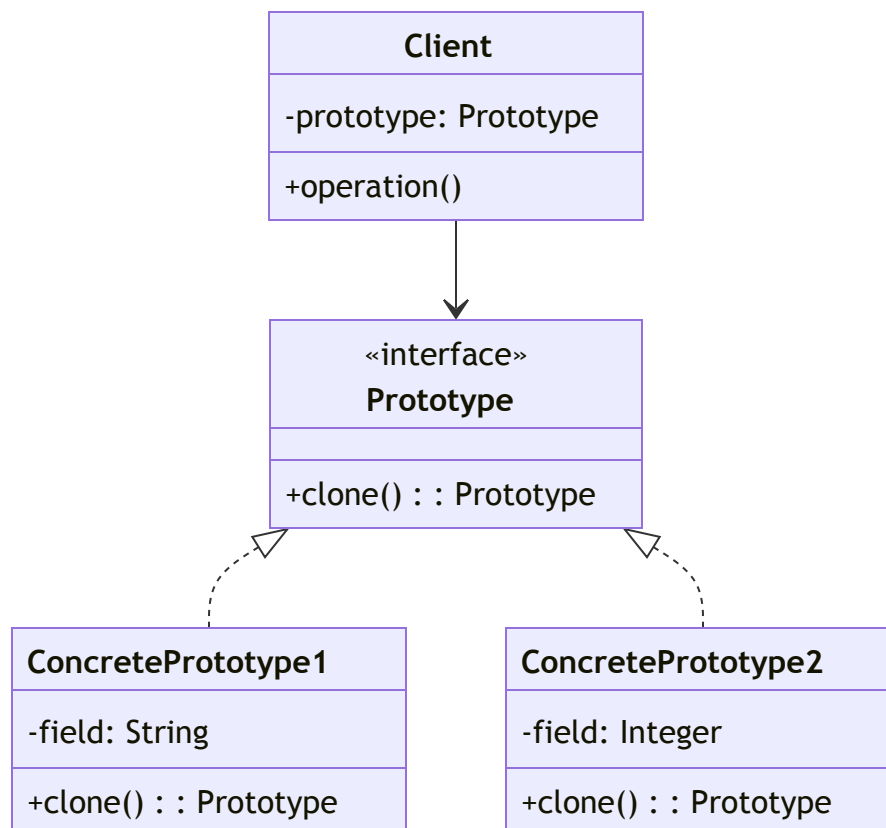 Client
-prototype: Prototype
+operation()
«interface»
Prototype
+clone() : : Prototype
ConcretePrototype1
-field: String
+clone() : : Prototype
ConcretePrototype2
-field: Integer
+clone() : : Prototype